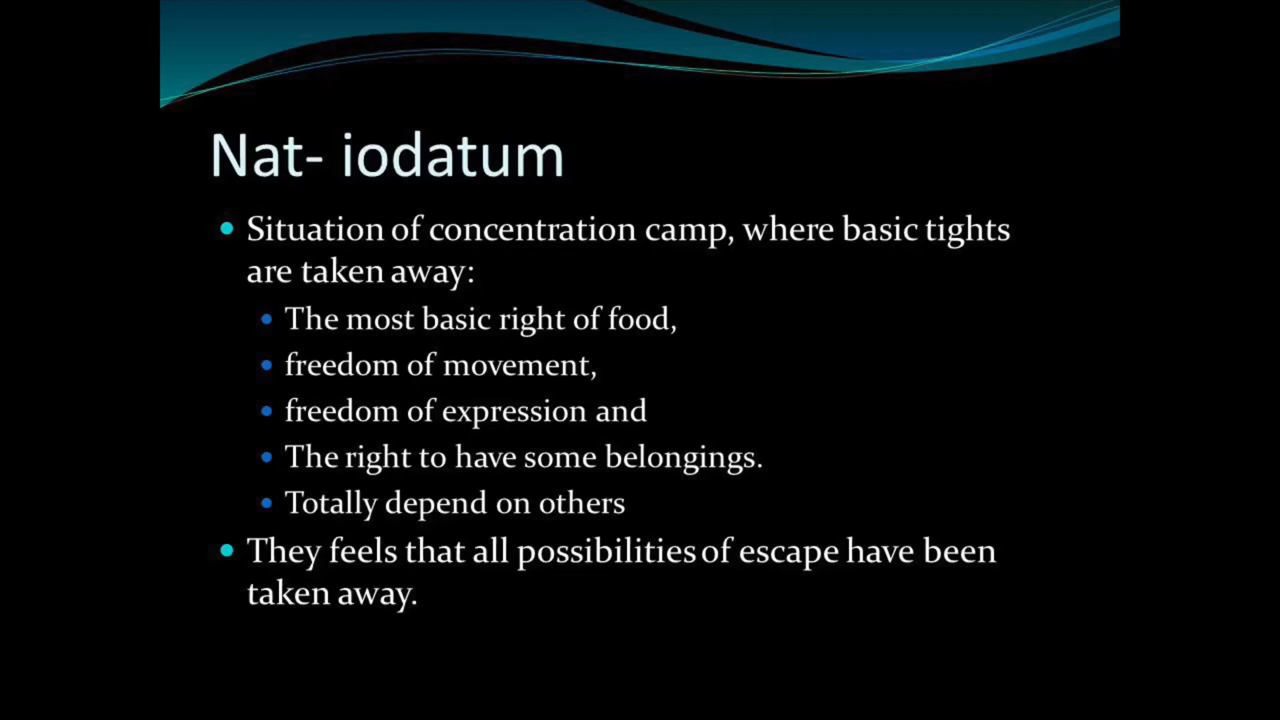 Nat- iodatum
Situation of concentration camp, where basic tights
are taken away:
The most basic right of food,
freedom of movement,
freedom of expression and
The right to have some belongings.
Totally depend on others
They feels that all possibilities of escape have been
taken away.